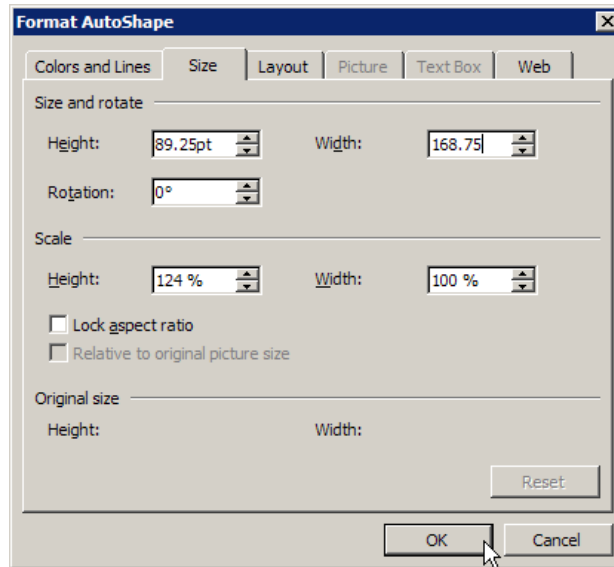 Format AutoShape
Colors and Lines Size Layout Picture Text Box Web
Size and rotate
Height: 89.25pt Width: 168.75
Rotation: 0°
Scale
Height: 124 % Width: 100 %
Lock aspect ratio
Relative to original picture size
Original size
Height: Width:
Reset
OK Cancel